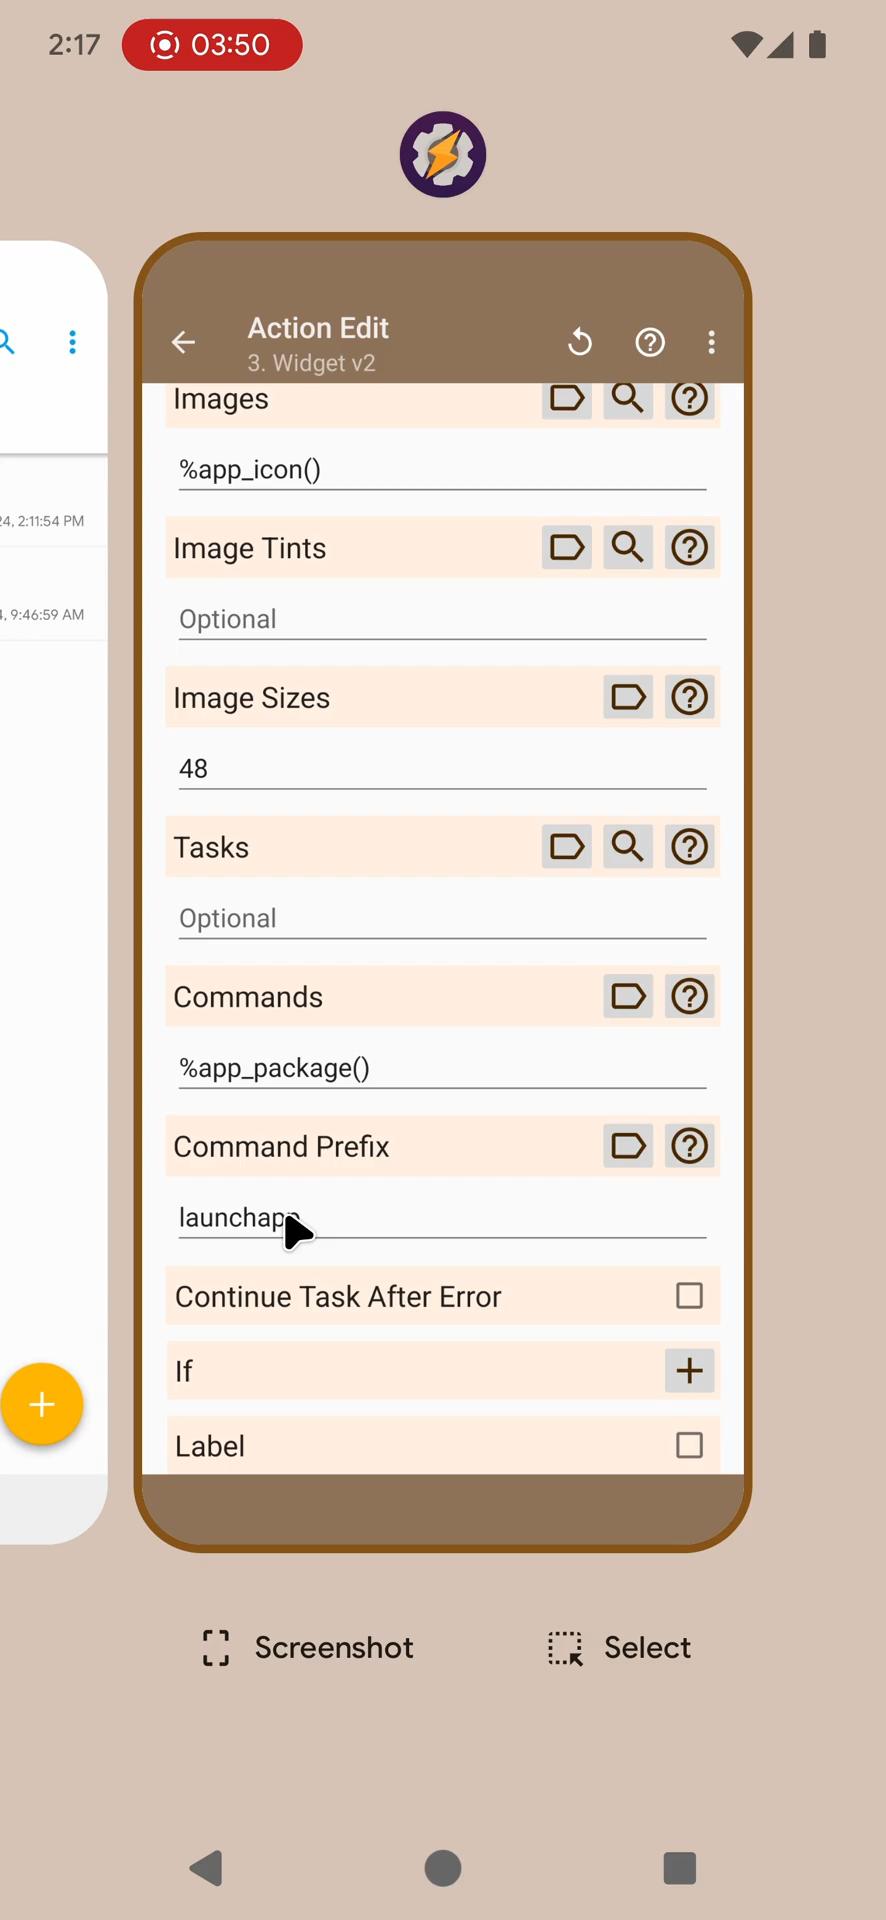 2:17
03:50
Action Edit
3. Widget v2
Images
%app_icon()
24, 2:11:54 PM
Image Tints
Optional
4, 9:46:59 AM
Image Sizes
48
Tasks
Optional
Commands
%app_package()
Command Prefix
launchapp
Continue Task After Error
If
Label
Screenshot
Select